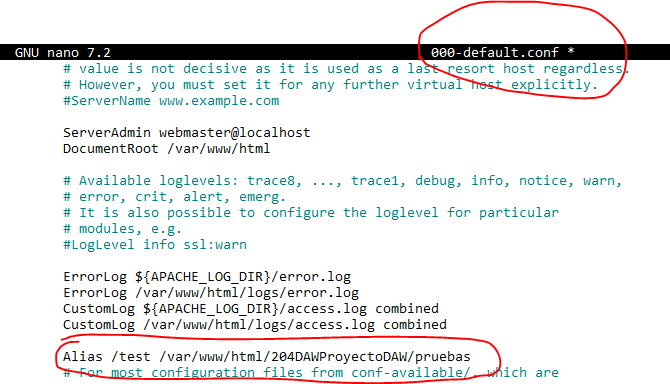 GNU nano 7.2 000-default.conf *
# value is not decisive as it is used as a last resort host regardless.
# However, you must set it for any further virtual host explicitly.
#ServerName www.example.com
ServerAdmin webmaster@localhost
DocumentRoot /var/www/html
# Available loglevels: trace8, ..., trace1, debug, info, notice, warn,
# error, crit, alert, emerg.
# It is also possible to configure the loglevel for particular
# modules, e.g.
#LogLevel info ssl:warn
ErrorLog ${APACHE_LOG_DIR}/error.log
ErrorLog /var/www/html/logs/error.log
CustomLog ${APACHE_LOG_DIR}/access.log combined
CustomLog /var/www/html/logs/access.log combined
Alias /test /var/www/html/204DAWProyectoDAW/pruebas
# For most configuration files from conf-available/, which are